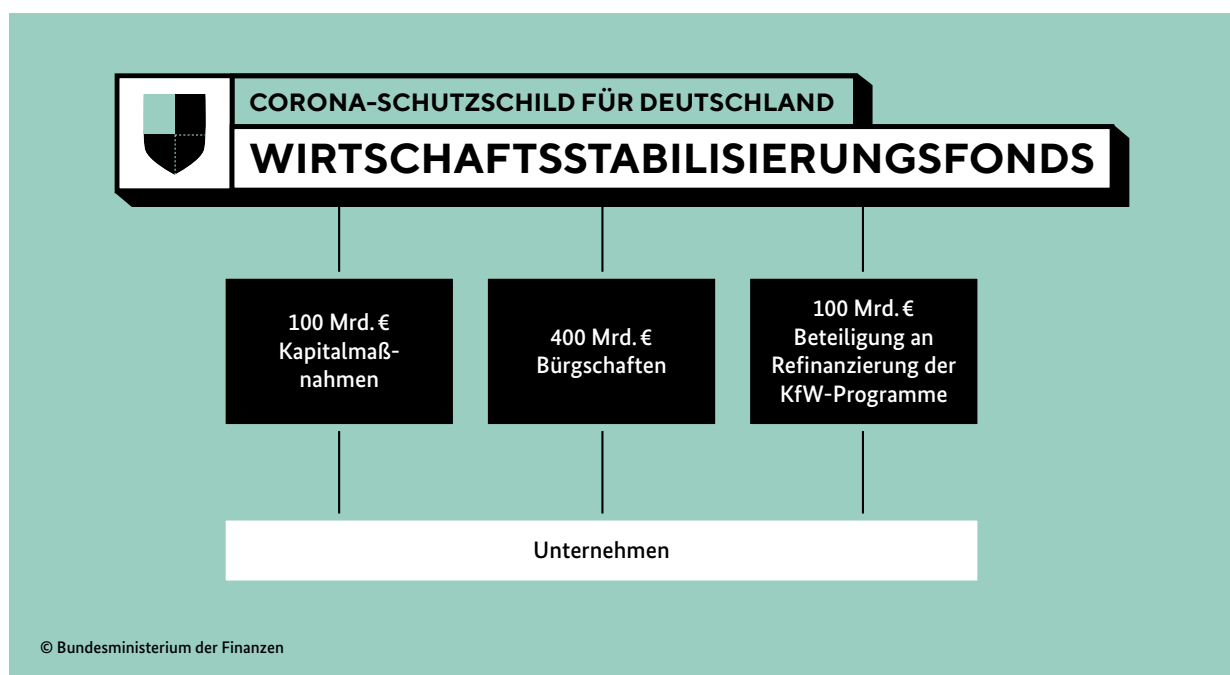 CORONA-SCHUTZSCHILD FÜR DEUTSCHLAND
WIRTSCHAFTSSTABILISIERUNGSFONDS
100 Mrd. €
Kapitalmaß-
nahmen
400 Mrd. €
Bürgschaften
100 Mrd. €
Beteiligung an
Refinanzierung der
KfW-Programme
Unternehmen
© Bundesministerium der Finanzen